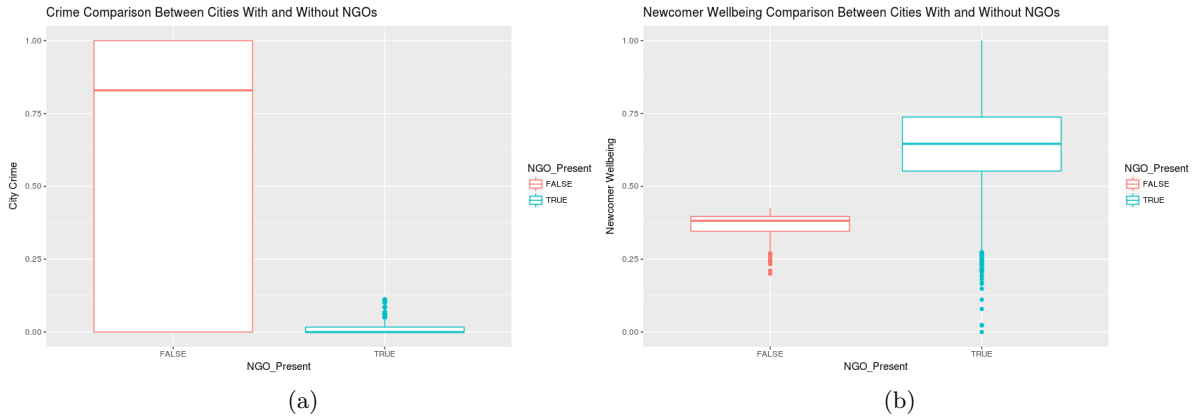 Crime Comparison Between Cities With and Without NGOs
1.00
0.75
0.50
0.25
0.00
City Crime
FALSE
TRUE
NGO_Present
NGO_Present
FALSE
TRUE
(a)
Newcomer Wellbeing Comparison Between Cities With and Without NGOs
1.00
0.75
0.50
0.25
0.00
Newcomer Wellbeing
FALSE
TRUE
NGO_Present
NGO_Present
FALSE
TRUE
(b)